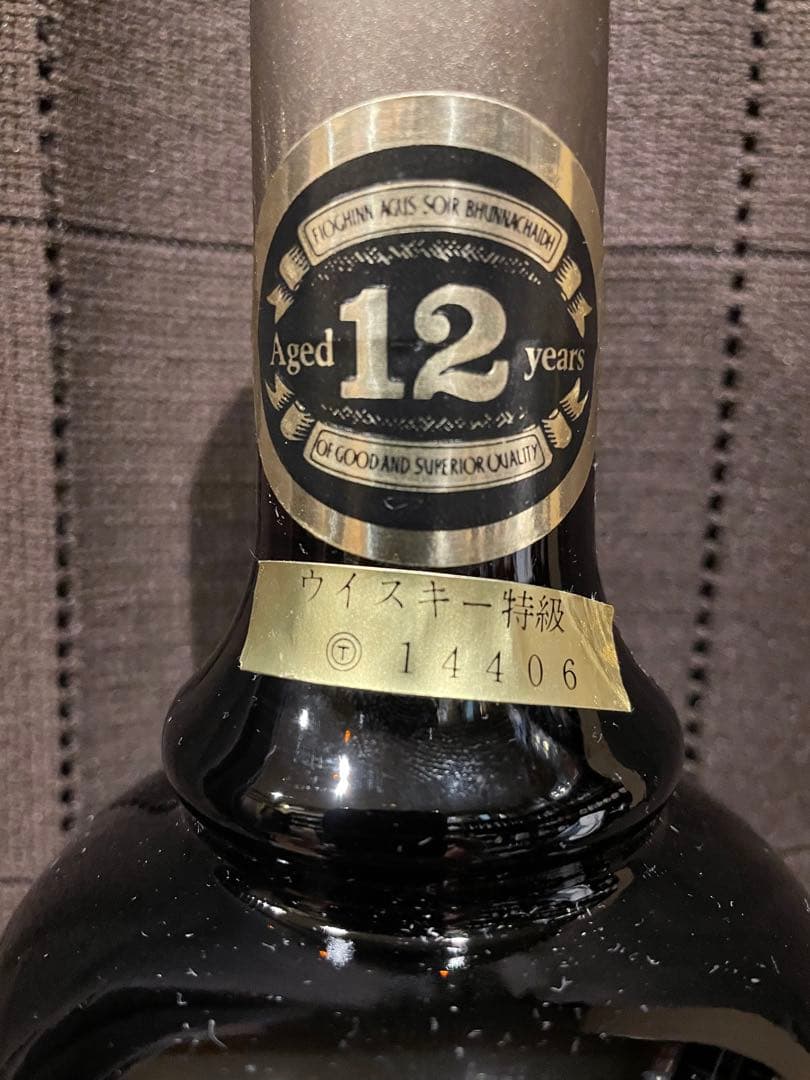 FIOGHINN AGUS SOIR BHUNNACHAIDH
Aged 12 years
OF GOOD AND SUPERIOR QUALITY
ウイスキー特級
Ⓣ 14406